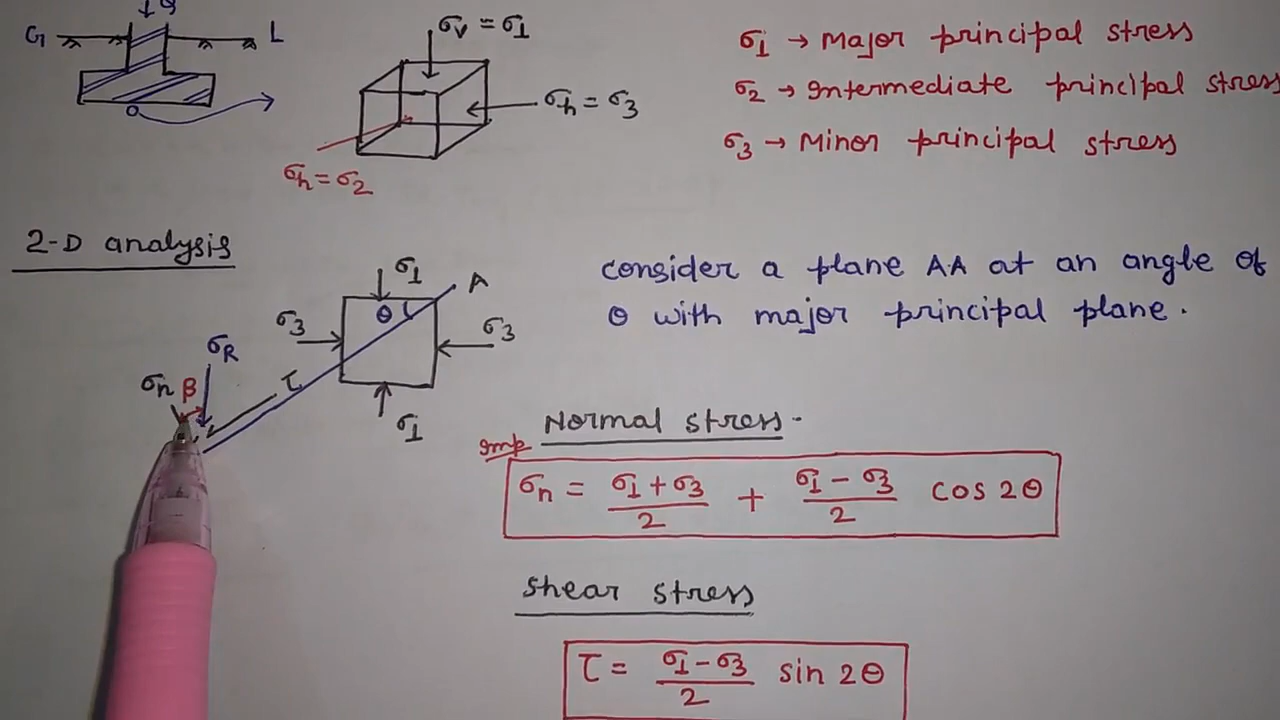 Q
G L
σv = σ1
σh = σ3
σh = σ2
σ1 → Major principal stress
σ2 → Intermediate principal stress
σ3 → Minor principal stress
2-D analysis
σ1
A
θ
σ3
σ3
σR
σn β
τ
σ1
consider a plane AA at an angle of
θ with major principal plane.
Normal stress.
Imp
σn = σ1 + σ3 / 2 + σ1 - σ3 / 2 cos 2θ
shear stress
τ = σ1 - σ3 / 2 sin 2θ